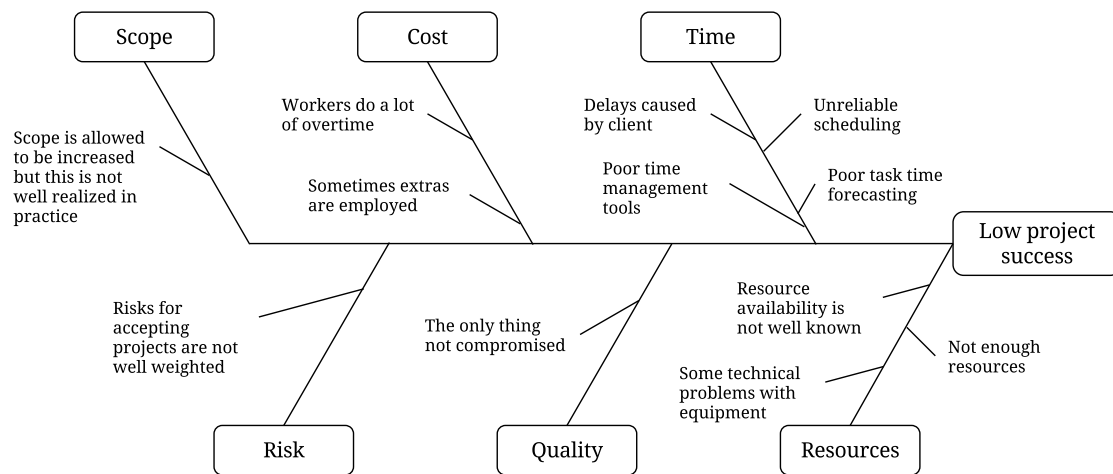 Scope
Cost
Time
Scope is allowed
to be increased
but this is not
well realized in
practice
Workers do a lot
of overtime
Sometimes extras
are employed
Delays caused
by client
Unreliable
scheduling
Poor time
management
tools
Poor task time
forecasting
Low project
success
Risks for
accepting
projects are not
well weighted
The only thing
not compromised
Resource
availability is
not well known
Not enough
resources
Some technical
problems with
equipment
Risk
Quality
Resources